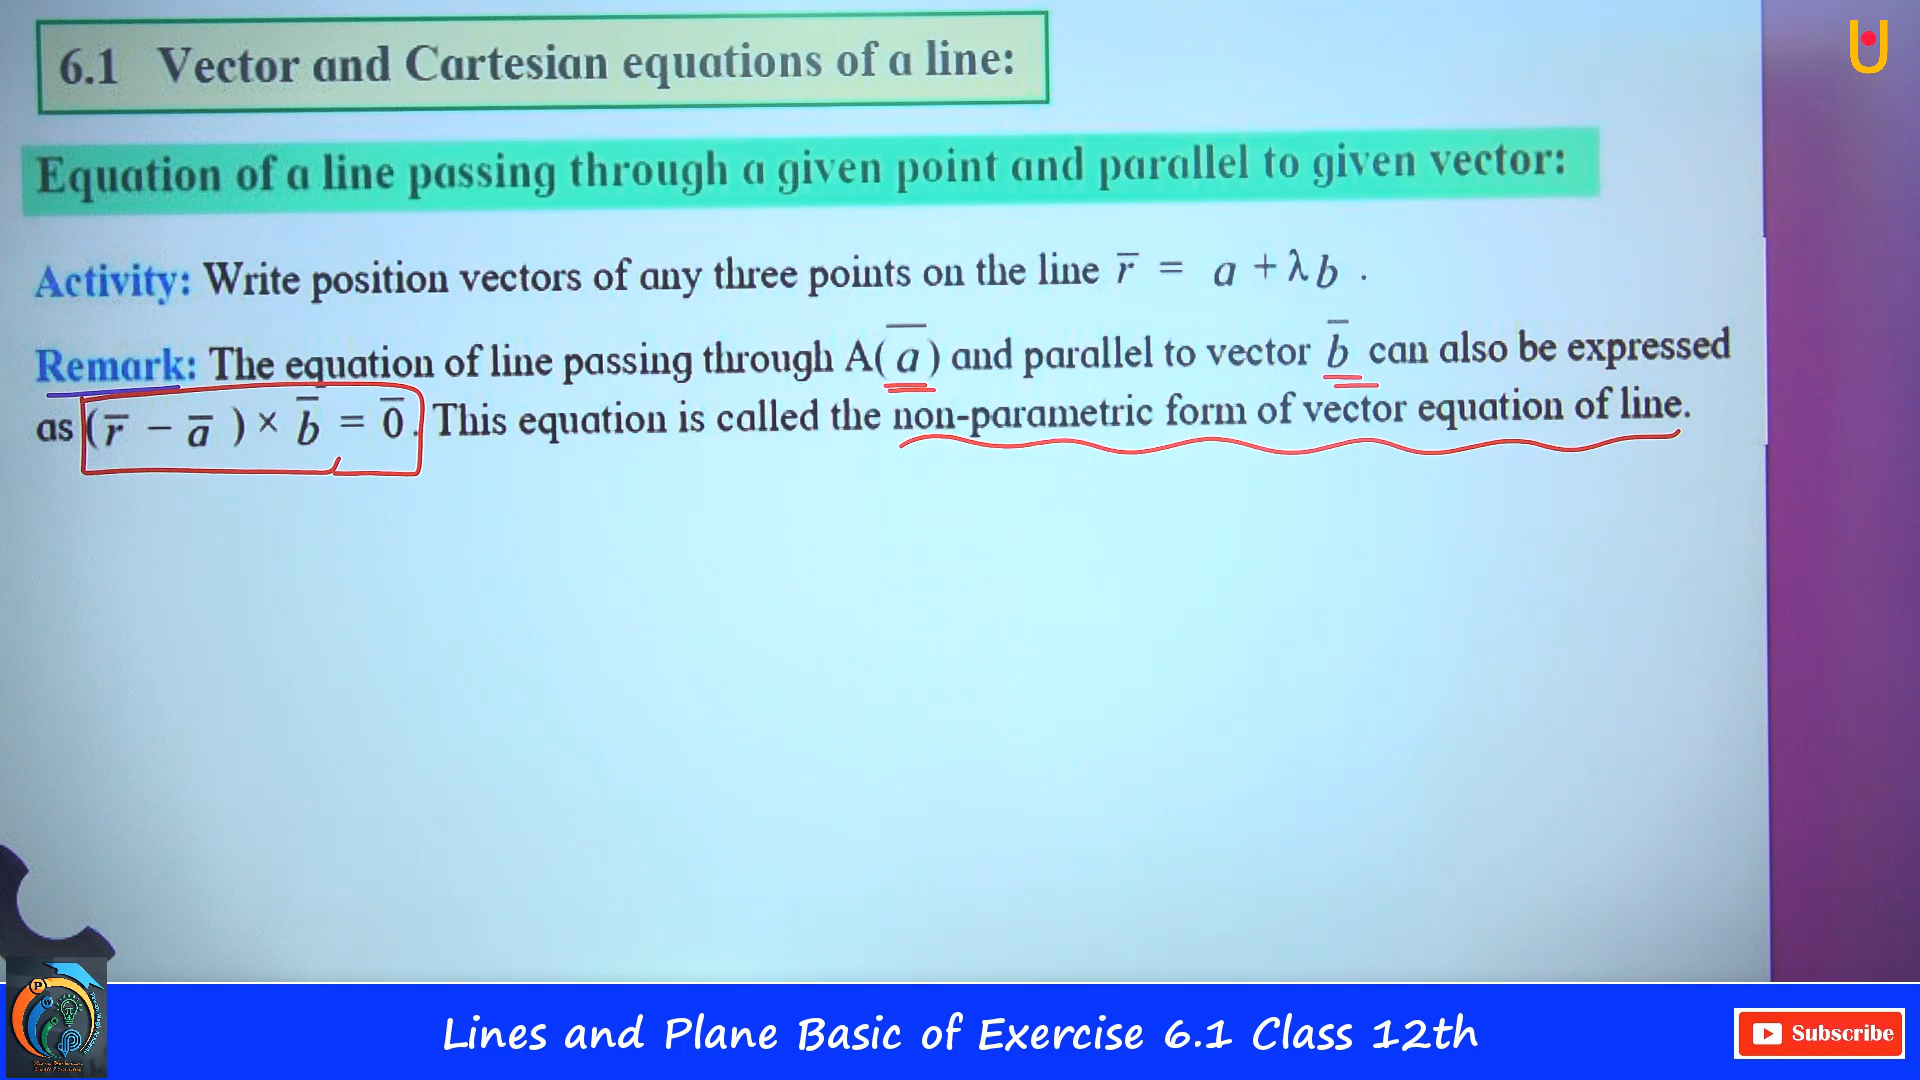 6.1 Vector and Cartesian equations of a line:
Equation of a line passing through a given point and parallel to given vector:
Activity: Write position vectors of any three points on the line r̅ = a + λ b .
Remark: The equation of line passing through A( a̅ ) and parallel to vector b̅ can also be expressed
as ( r̅ − a̅ ) × b̅ = 0̅. This equation is called the non-parametric form of vector equation of line.
Lines and Plane Basic of Exercise 6.1 Class 12th
Subscribe